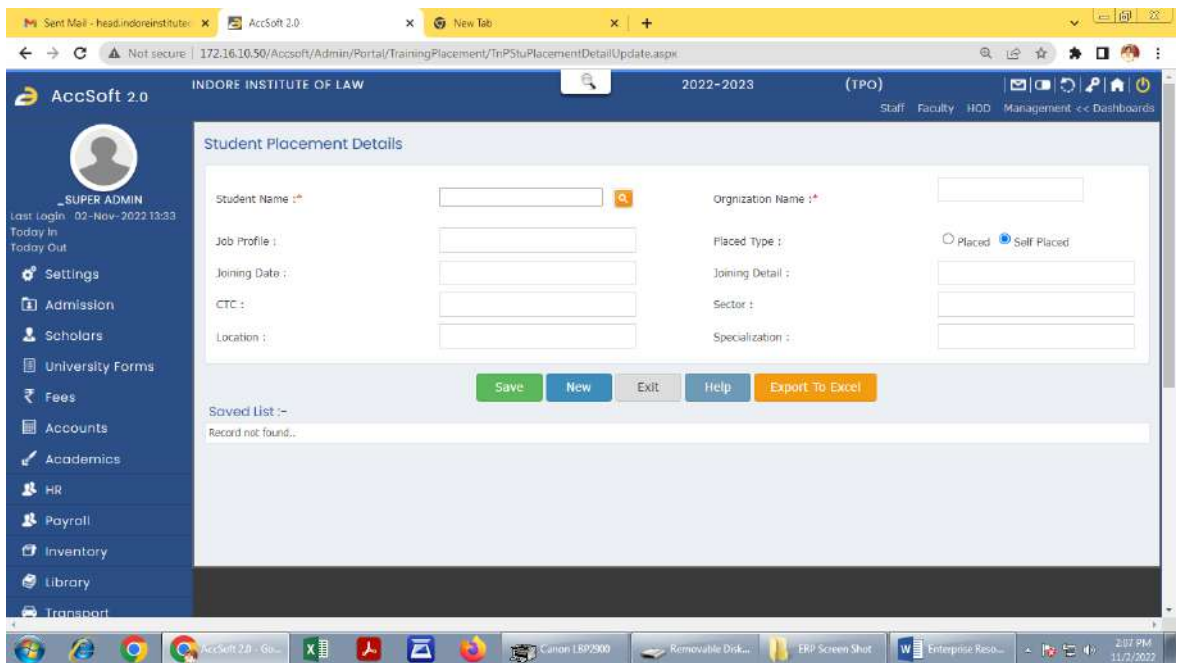 Sent Mail - head.indoreinstitute
AccSoft 2.0
New Tab
Not secure | 172.16.10.50/Accsoft/Admin/Portal/TrainingPlacement/TnPStuPlacementDetailUpdate.aspx
AccSoft 2.0
INDORE INSTITUTE OF LAW
2022-2023
(TPO)
Staff Faculty HOD Management << Dashboards
_SUPER ADMIN
Last Login 02-Nov-2022 13:33
Today In
Today Out
Settings
Admission
Scholars
University Forms
Fees
Accounts
Academics
HR
Payroll
Inventory
Library
Transport
Student Placement Details
Student Name :*
Orgnization Name :*
Job Profile :
Placed Type :
Placed
Self Placed
Joining Date :
Joining Detail :
CTC :
Sector :
Location :
Specialization :
Save
New
Exit
Help
Export To Excel
Saved List :-
Record not found..
AccSoft 2.0 - Go...
Canon LBP2900
Removable Disk...
ERP Screen Shot
Enterprise Reso...
2:07 PM
11/2/2022